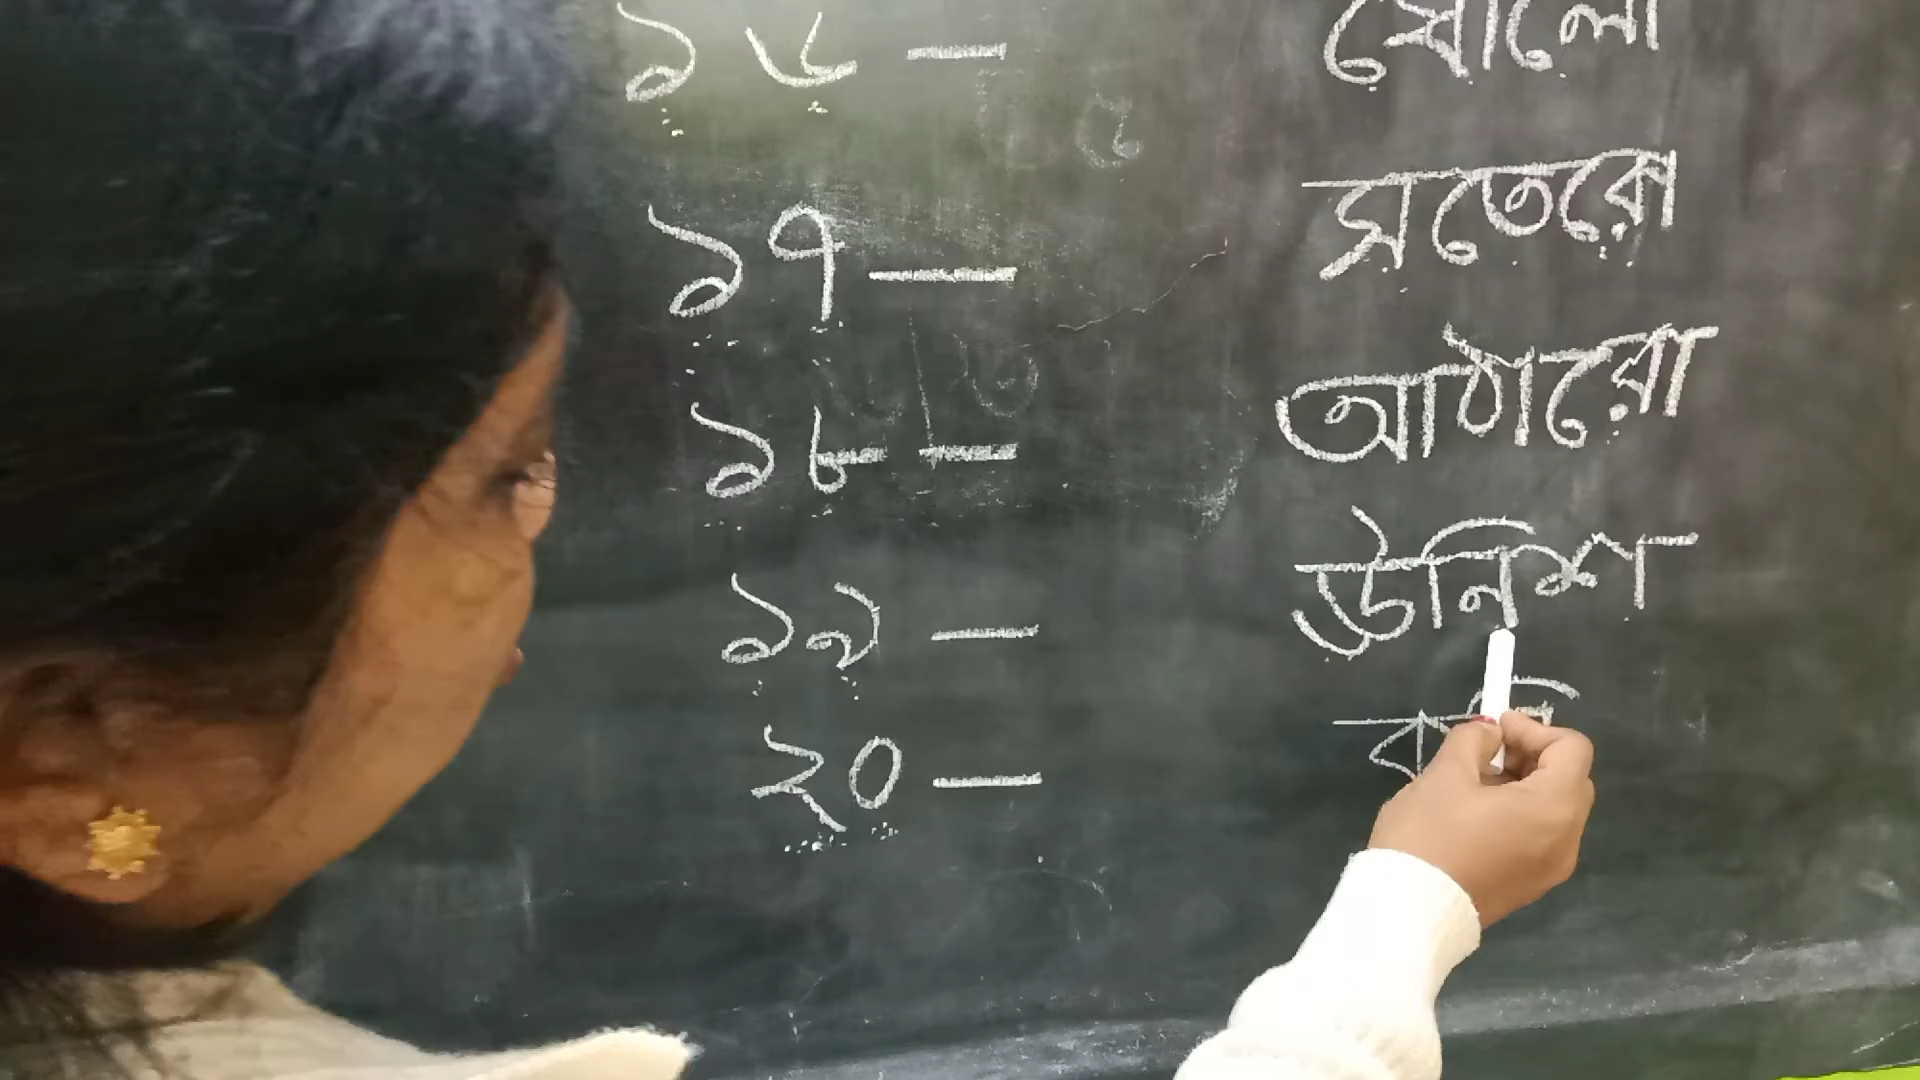 ১৬ — ষোলো
১৭ — সতেরো
১৮ — আঠারো
১৯ — উনিশ
২০ —